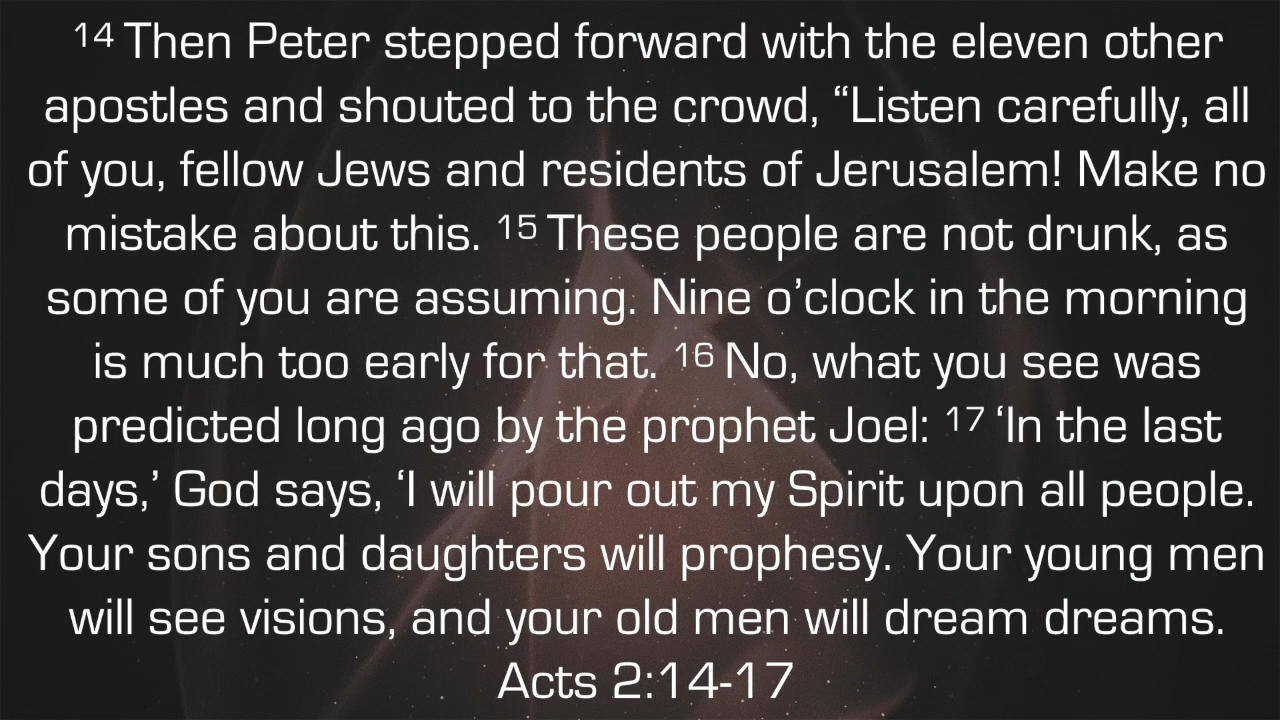 14 Then Peter stepped forward with the eleven other
apostles and shouted to the crowd, “Listen carefully, all
of you, fellow Jews and residents of Jerusalem! Make no
mistake about this. 15 These people are not drunk, as
some of you are assuming. Nine o’clock in the morning
is much too early for that. 16 No, what you see was
predicted long ago by the prophet Joel: 17 ‘In the last
days,’ God says, ‘I will pour out my Spirit upon all people.
Your sons and daughters will prophesy. Your young men
will see visions, and your old men will dream dreams.
Acts 2:14-17